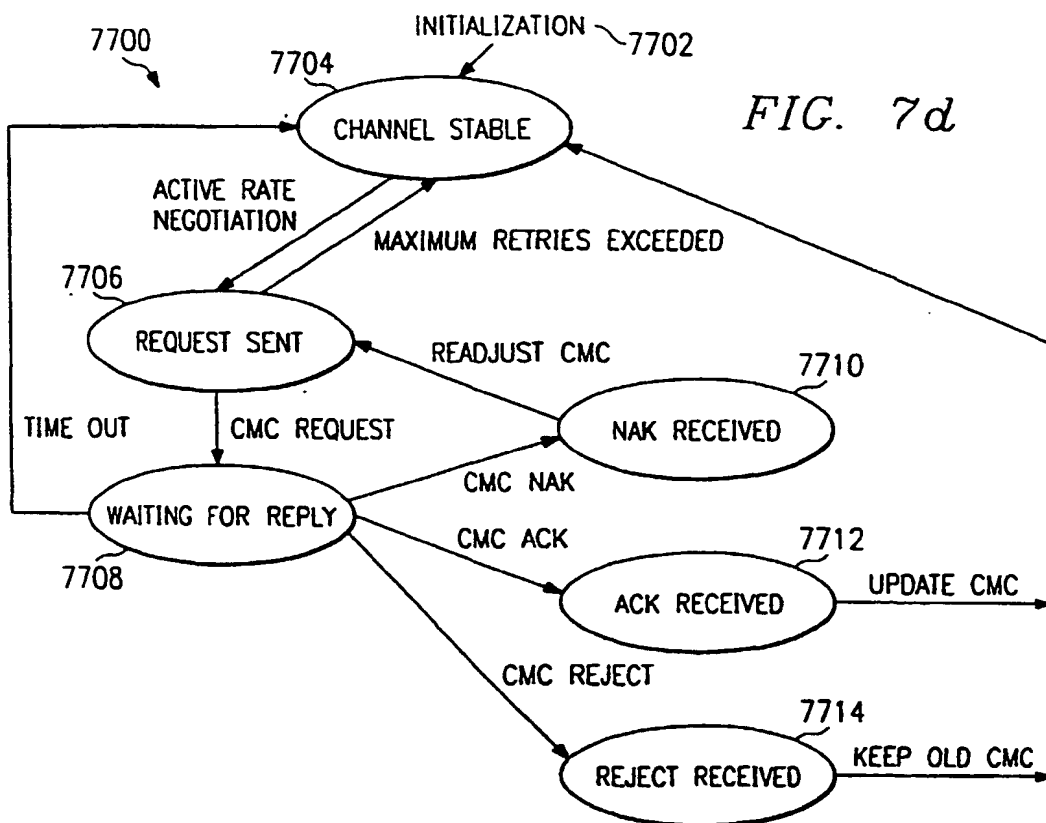 7700
INITIALIZATION
7702
7704
CHANNEL STABLE
FIG. 7d
ACTIVE RATE
NEGOTIATION
MAXIMUM RETRIES EXCEEDED
7706
REQUEST SENT
READJUST CMC
7710
NAK RECEIVED
TIME OUT
CMC REQUEST
CMC NAK
WAITING FOR REPLY
7708
CMC ACK
7712
ACK RECEIVED
UPDATE CMC
CMC REJECT
7714
REJECT RECEIVED
KEEP OLD CMC